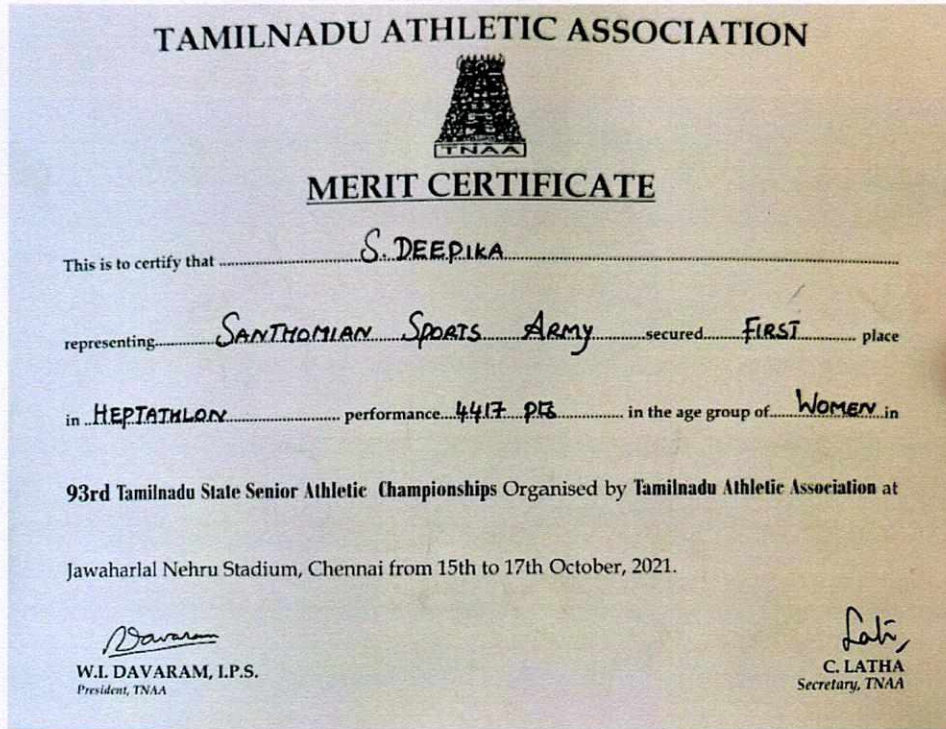 TAMILNADU ATHLETIC ASSOCIATION
TNAA
MERIT CERTIFICATE
This is to certify that S. DEEPIKA
representing SANTHOMIAN SPORTS ARMY secured FIRST place
in HEPTATHLON performance 4417 pts in the age group of WOMEN in
93rd Tamilnadu State Senior Athletic Championships Organised by Tamilnadu Athletic Association at
Jawaharlal Nehru Stadium, Chennai from 15th to 17th October, 2021.
Davaram
W.I. DAVARAM, I.P.S.
President, TNAA
Latha
C. LATHA
Secretary, TNAA